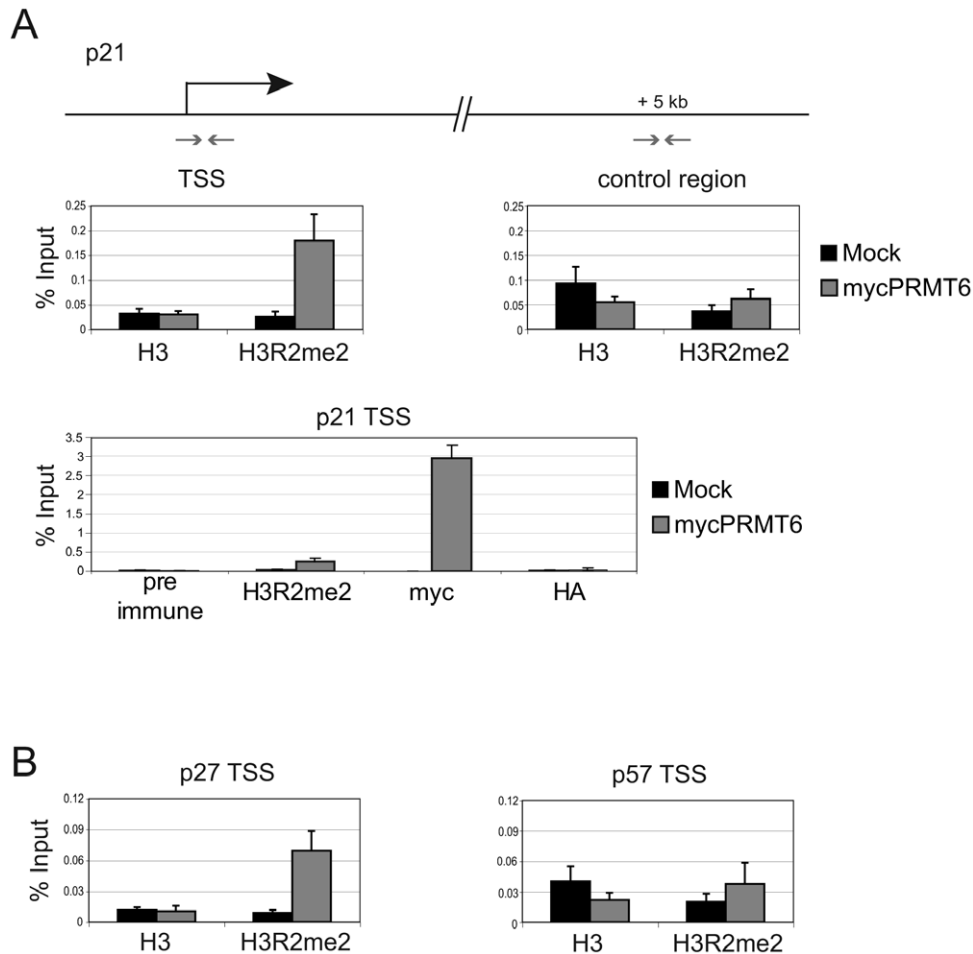 A
p21
+ 5 kb
TSS
control region
% Input
0.25
0.2
0.15
0.1
0.05
0
H3
H3R2me2
0.25
0.2
0.15
0.1
0.05
0
H3
H3R2me2
Mock
mycPRMT6
p21 TSS
% Input
3.5
3
2.5
2
1.5
1
0.5
0
pre
immune
H3R2me2
myc
HA
Mock
mycPRMT6
B
p27 TSS
p57 TSS
% Input
0.12
0.09
0.06
0.03
0
H3
H3R2me2
0.12
0.09
0.06
0.03
0
H3
H3R2me2